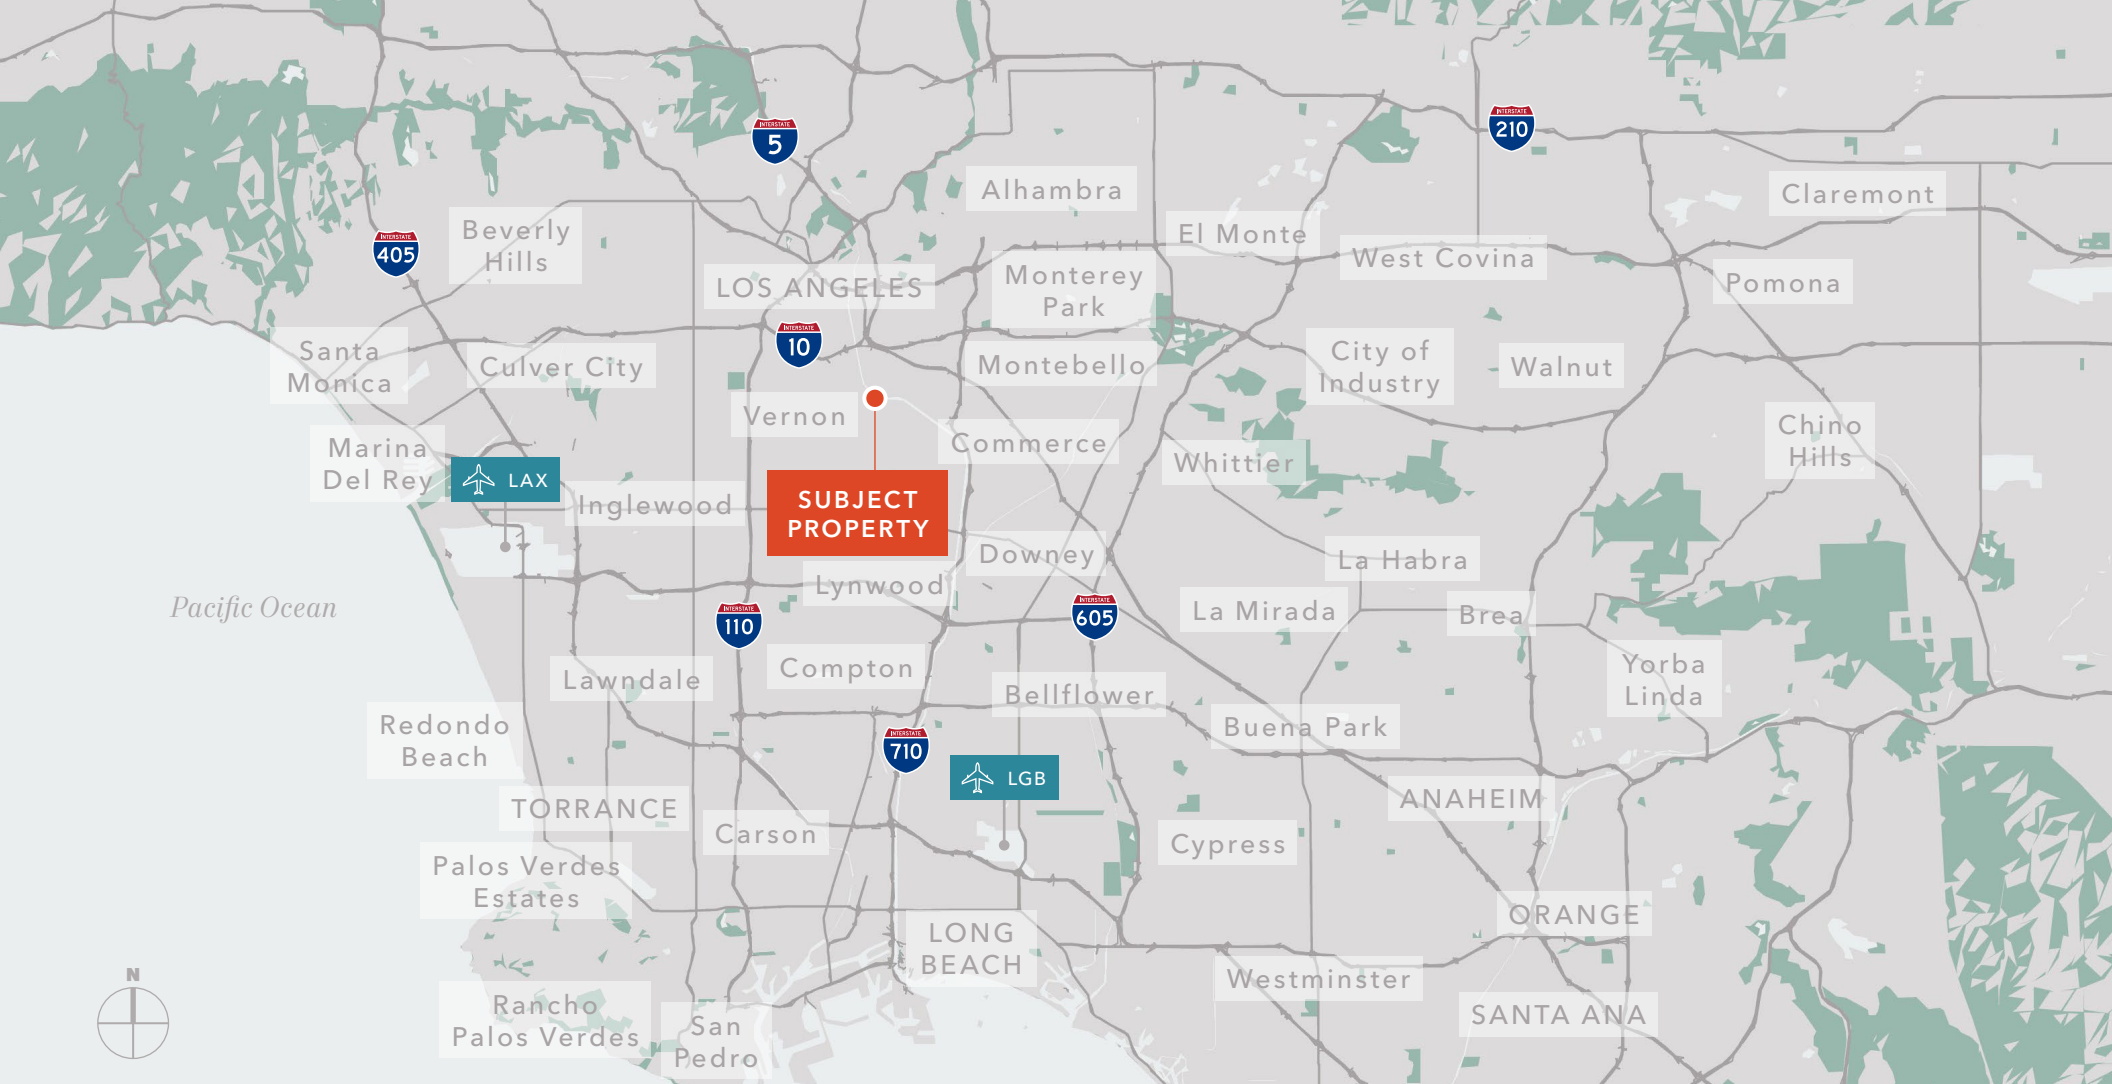 INTERSTATE
5
INTERSTATE
210
Alhambra
Claremont
Beverly
Hills
INTERSTATE
405
El Monte
West Covina
LOS ANGELES
Monterey
Park
Pomona
INTERSTATE
10
Santa
Monica
Culver City
Montebello
City of
Industry
Walnut
Vernon
Commerce
Chino
Hills
Marina
Del Rey
LAX
Whittier
Inglewood
SUBJECT
PROPERTY
Downey
La Habra
Lynwood
Pacific Ocean
INTERSTATE
110
INTERSTATE
605
La Mirada
Brea
Lawndale
Compton
Bellflower
Yorba
Linda
Redondo
Beach
INTERSTATE
710
Buena Park
LGB
TORRANCE
ANAHEIM
Carson
Cypress
Palos Verdes
Estates
ORANGE
LONG
BEACH
Westminster
N
Rancho
Palos Verdes
San
Pedro
SANTA ANA